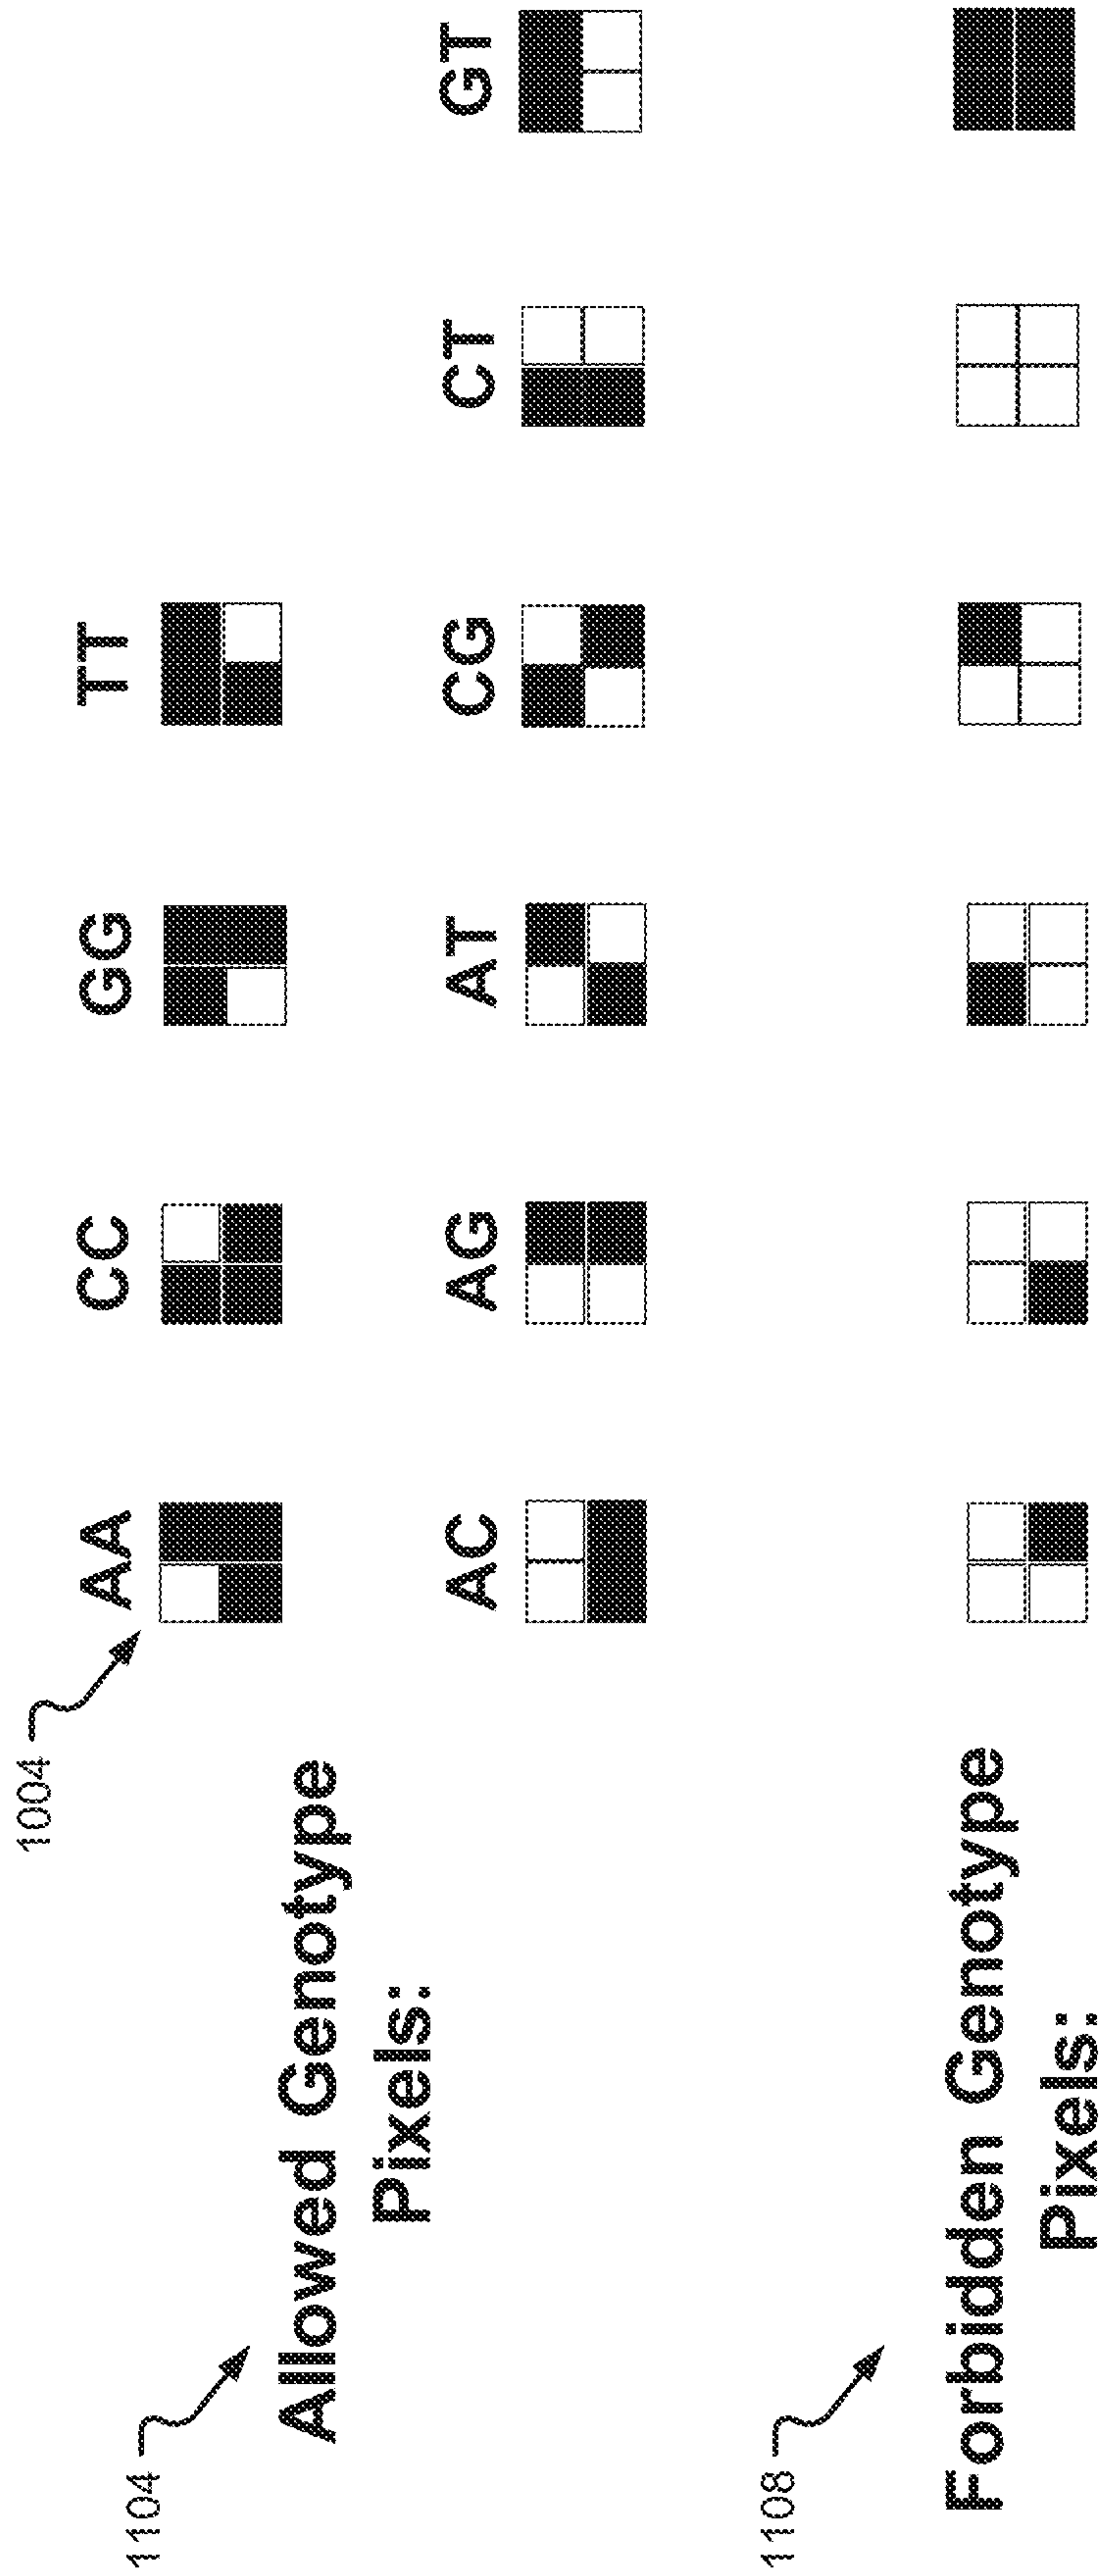 1004
1104
AA CC GG TT
Allowed Genotype
Pixels:
AC AG AT CG CT GT
1108
Forbidden Genotype
Pixels: